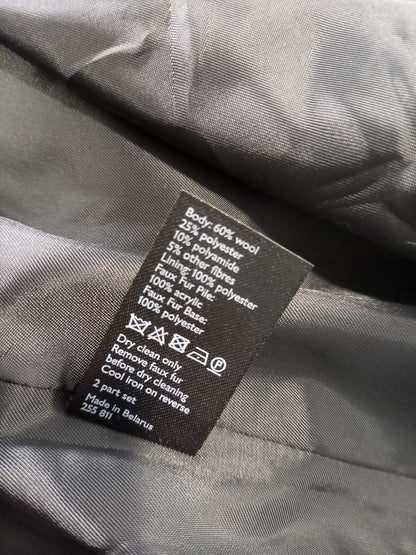 Body: 60% wool
25% polyester
10% polyamide
5% other fibres
Lining: 100% polyester
Faux Fur Pile:
100% acrylic
Faux Fur Base:
100% polyester
P
Dry clean only
Remove faux fur
before dry cleaning
Cool iron on reverse
2 part set
Made in Belarus
255 811